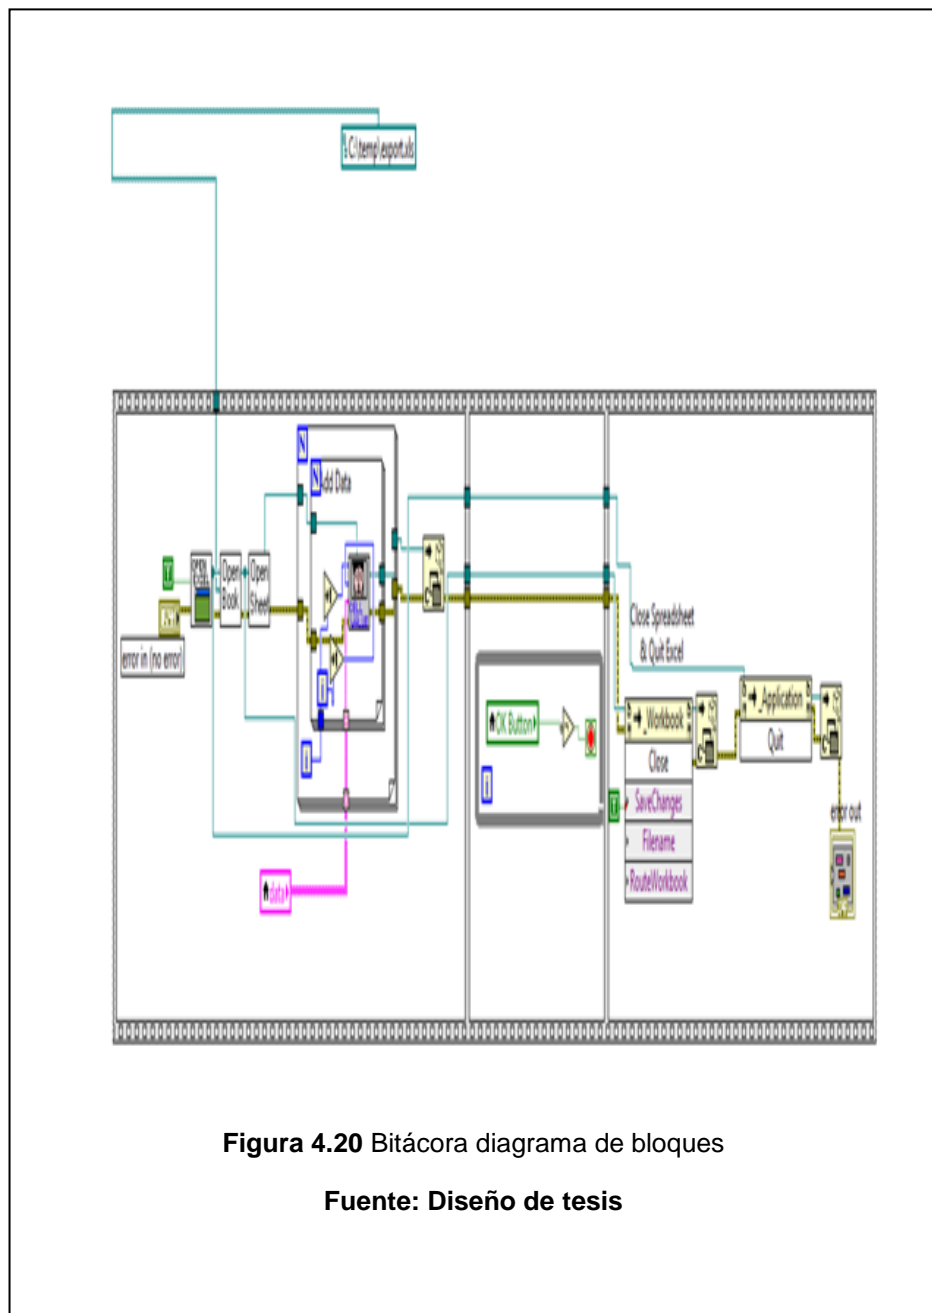 C:\temp\export.xls
Add Data
Open
Book
Open
Sheet
error in (no error)
Close Spreadsheet
& Quit Excel
OK Button
_Workbook
Close
SaveChanges
Filename
RouteWorkbook
_Application
Quit
error out
data
Figura 4.20 Bitácora diagrama de bloques
Fuente: Diseño de tesis